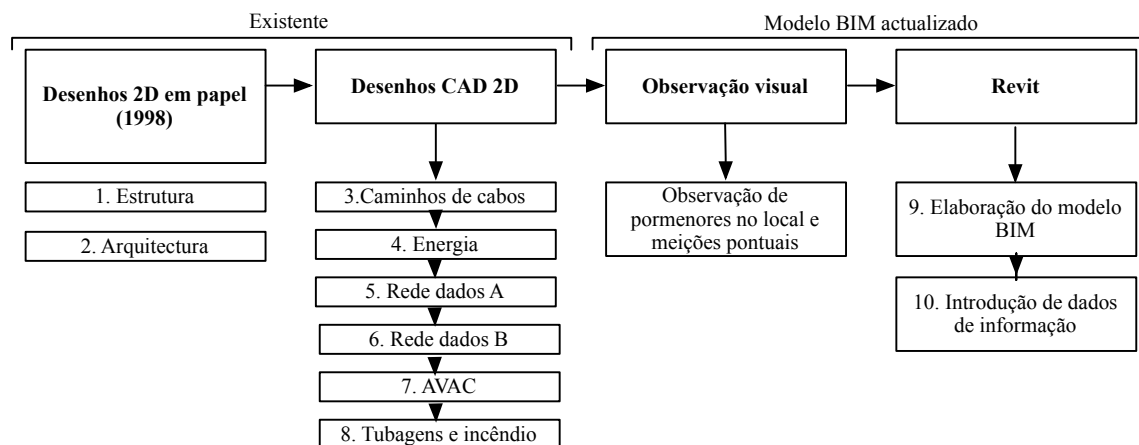 Existente
Modelo BIM actualizado
Desenhos 2D em papel
(1998)
Desenhos CAD 2D
Observação visual
Revit
1. Estrutura
2. Arquitectura
3.Caminhos de cabos
4. Energia
5. Rede dados A
6. Rede dados B
7. AVAC
8. Tubagens e incêndio
Observação de
pormenores no local e
meições pontuais
9. Elaboração do modelo
BIM
10. Introdução de dados
de informação